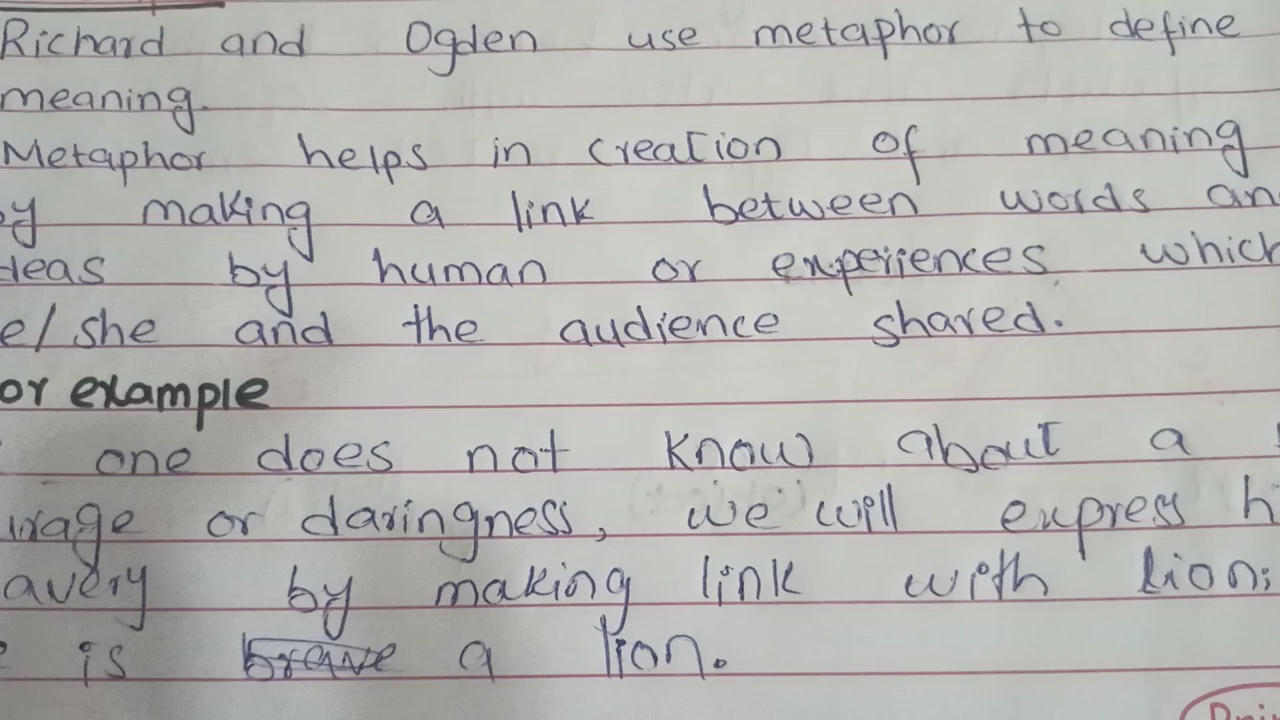 Richard and Ogden use metaphor to define
meaning.
Metaphor helps in creation of meaning
by making a link between words an
deas by human or experiences which
e/she and the audience shared.
or example
one does not know about a
urage or daringness, we will express h
avery by making link with lion;
is brave a lion.